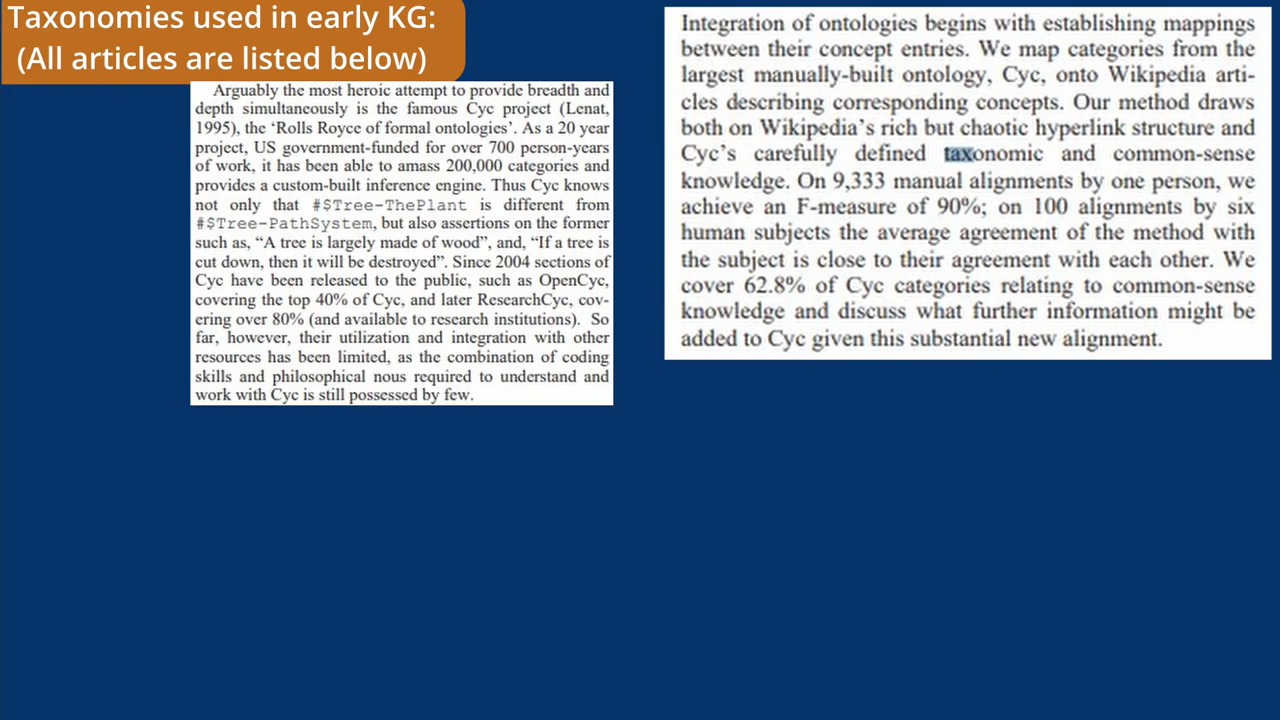 Taxonomies used in early KG:
(All articles are listed below)
Arguably the most heroic attempt to provide breadth and
depth simultaneously is the famous Cyc project (Lenat,
1995), the ‘Rolls Royce of formal ontologies’. As a 20 year
project, US government-funded for over 700 person-years
of work, it has been able to amass 200,000 categories and
provides a custom-built inference engine. Thus Cyc knows
not only that #$Tree-ThePlant is different from
#$Tree-PathSystem, but also assertions on the former
such as, “A tree is largely made of wood”, and, “If a tree is
cut down, then it will be destroyed”. Since 2004 sections of
Cyc have been released to the public, such as OpenCyc,
covering the top 40% of Cyc, and later ResearchCyc, cov-
ering over 80% (and available to research institutions). So
far, however, their utilization and integration with other
resources has been limited, as the combination of coding
skills and philosophical nous required to understand and
work with Cyc is still possessed by few.
Integration of ontologies begins with establishing mappings
between their concept entries. We map categories from the
largest manually-built ontology, Cyc, onto Wikipedia arti-
cles describing corresponding concepts. Our method draws
both on Wikipedia’s rich but chaotic hyperlink structure and
Cyc’s carefully defined taxonomic and common-sense
knowledge. On 9,333 manual alignments by one person, we
achieve an F-measure of 90%; on 100 alignments by six
human subjects the average agreement of the method with
the subject is close to their agreement with each other. We
cover 62.8% of Cyc categories relating to common-sense
knowledge and discuss what further information might be
added to Cyc given this substantial new alignment.